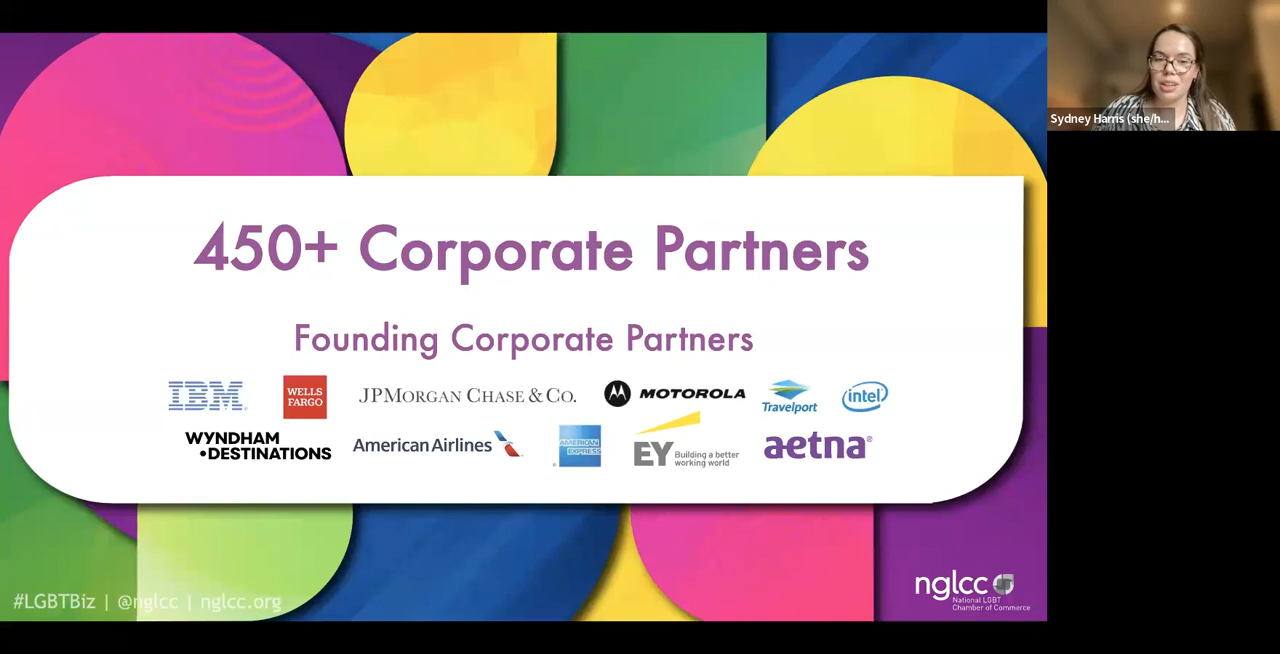 450+ Corporate Partners
Founding Corporate Partners
IBM WELLS FARGO JPMORGAN CHASE & CO. MOTOROLA Travelport intel
WYNDHAM •DESTINATIONS American Airlines AMERICAN EXPRESS EY Building a better working world aetna®
#LGBTBiz | @nglcc | nglcc.org
nglcc
National LGBT
Chamber of Commerce
Sydney Harris (she/h...